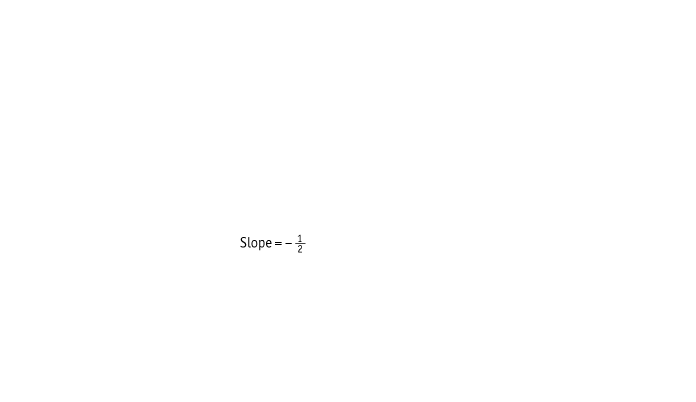 Slope = − 1/2